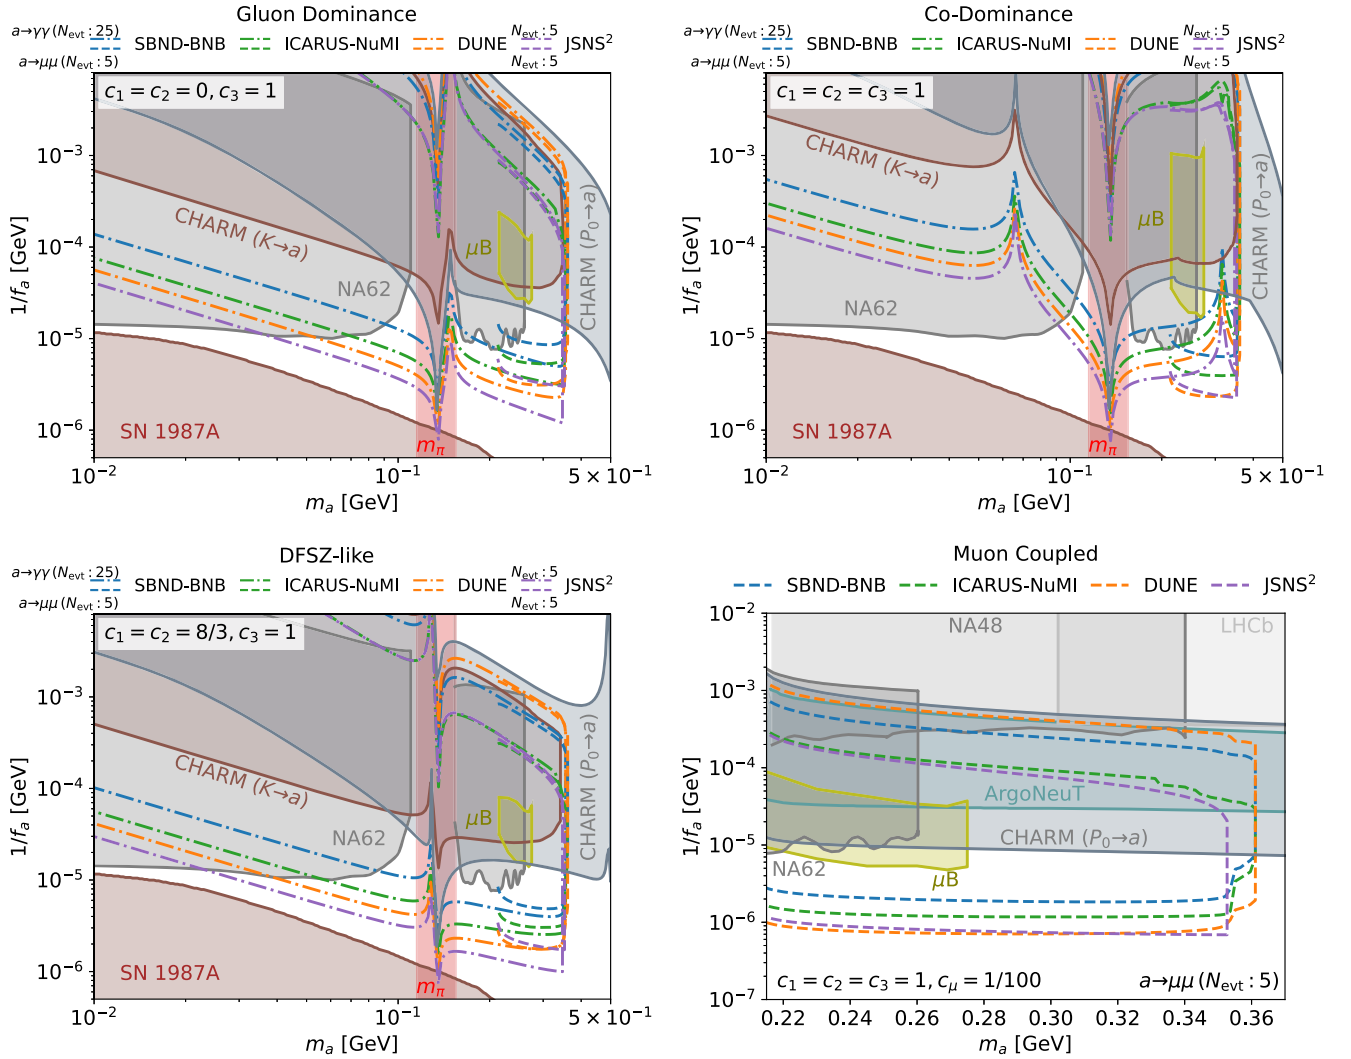 Gluon Dominance
a→γγ (N_evt : 25)
a→μμ (N_evt : 5)
SBND-BNB
ICARUS-NuMI
DUNE
N_evt : 5
N_evt : 5
JSNS²
c₁ = c₂ = 0, c₃ = 1
CHARM (K→a)
NA62
μB
CHARM (P₀→a)
SN 1987A
m_π
10⁻³
10⁻⁴
10⁻⁵
10⁻⁶
1/f_a [GeV]
10⁻² 10⁻¹ 5 × 10⁻¹
m_a [GeV]
Co-Dominance
a→γγ (N_evt : 25)
a→μμ (N_evt : 5)
SBND-BNB
ICARUS-NuMI
DUNE
N_evt : 5
N_evt : 5
JSNS²
c₁ = c₂ = c₃ = 1
CHARM (K→a)
NA62
μB
CHARM (P₀→a)
SN 1987A
m_π
10⁻³
10⁻⁴
10⁻⁵
10⁻⁶
1/f_a [GeV]
10⁻² 10⁻¹ 5 × 10⁻¹
m_a [GeV]
DFSZ-like
a→γγ (N_evt : 25)
a→μμ (N_evt : 5)
SBND-BNB
ICARUS-NuMI
DUNE
N_evt : 5
N_evt : 5
JSNS²
c₁ = c₂ = 8/3, c₃ = 1
CHARM (K→a)
NA62
μB
CHARM (P₀→a)
SN 1987A
m_π
10⁻³
10⁻⁴
10⁻⁵
10⁻⁶
1/f_a [GeV]
10⁻² 10⁻¹ 5 × 10⁻¹
m_a [GeV]
Muon Coupled
SBND-BNB
ICARUS-NuMI
DUNE
JSNS²
NA48
LHCb
ArgoNeuT
CHARM (P₀→a)
NA62
μB
c₁ = c₂ = c₃ = 1, c_μ = 1/100
a→μμ (N_evt : 5)
10⁻²
10⁻³
10⁻⁴
10⁻⁵
10⁻⁶
10⁻⁷
1/f_a [GeV]
0.22 0.24 0.26 0.28 0.30 0.32 0.34 0.36
m_a [GeV]